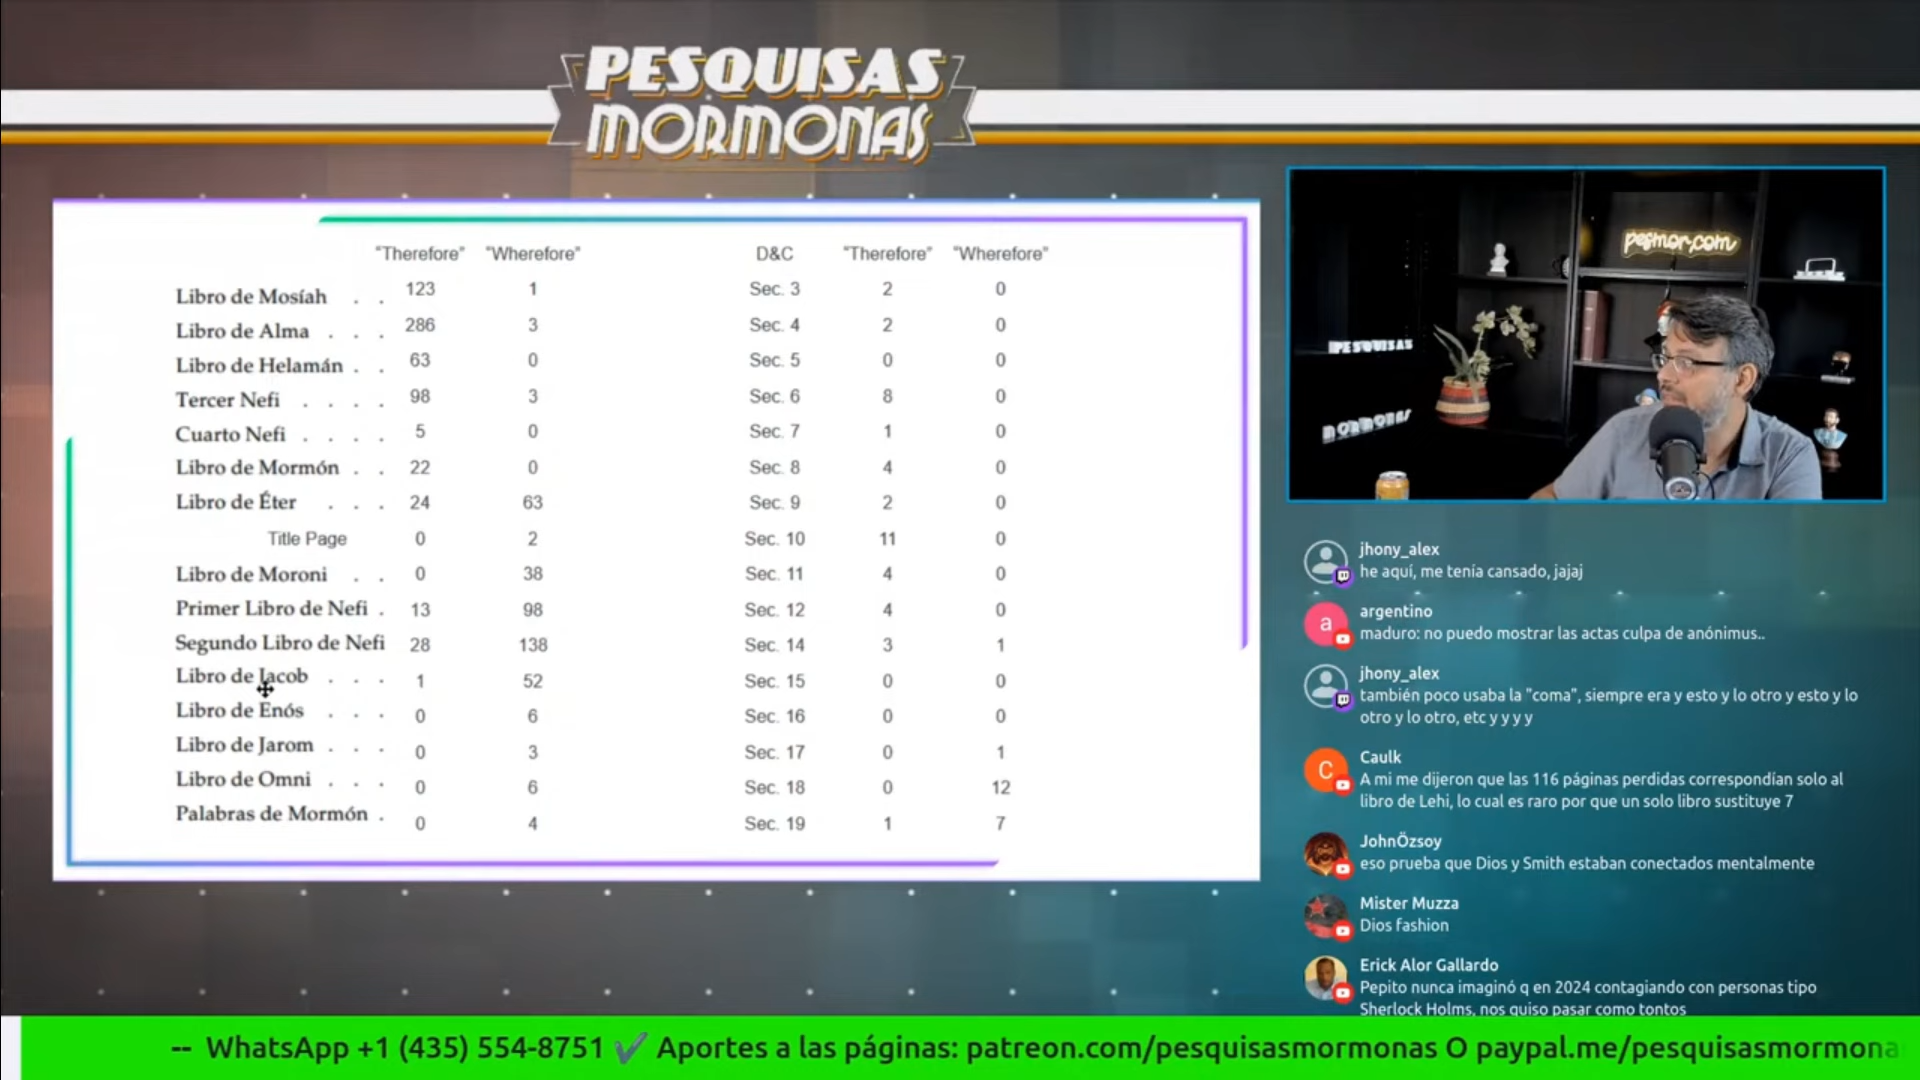 PESQUISAS
MORMONAS
"Therefore" "Wherefore" D&C "Therefore" "Wherefore"
Libro de Mosíah . . 123 1 Sec. 3 2 0
Libro de Alma . . . 286 3 Sec. 4 2 0
Libro de Helamán . . 63 0 Sec. 5 0 0
Tercer Nefi . . . . 98 3 Sec. 6 8 0
Cuarto Nefi . . . . 5 0 Sec. 7 1 0
Libro de Mormón . . 22 0 Sec. 8 4 0
Libro de Éter . . . 24 63 Sec. 9 2 0
Title Page 0 2 Sec. 10 11 0
Libro de Moroni . . 0 38 Sec. 11 4 0
Primer Libro de Nefi . 13 98 Sec. 12 4 0
Segundo Libro de Nefi 28 138 Sec. 14 3 1
Libro de Jacob . . . 1 52 Sec. 15 0 0
Libro de Enós . . . 0 6 Sec. 16 0 0
Libro de Jarom . . . 0 3 Sec. 17 0 1
Libro de Omni . . . 0 6 Sec. 18 0 12
Palabras de Mormón . 0 4 Sec. 19 1 7
pesmor.com
PESQUISAS
MORMONAS
jhony_alex
he aquí, me tenía cansado, jajaj
a
argentino
maduro: no puedo mostrar las actas culpa de anónimus..
jhony_alex
también poco usaba la "coma", siempre era y esto y lo otro y esto y lo
otro y lo otro, etc y y y y
C
Caulk
A mi me dijeron que las 116 páginas perdidas correspondían solo al
libro de Lehi, lo cual es raro por que un solo libro sustituye 7
JohnÖzsoy
eso prueba que Dios y Smith estaban conectados mentalmente
Mister Muzza
Dios fashion
Erick Alor Gallardo
Pepito nunca imaginó q en 2024 contagiando con personas tipo
Sherlock Holms, nos quiso pasar como tontos
-- WhatsApp +1 (435) 554-8751 ✔ Aportes a las páginas: patreon.com/pesquisasmormonas O paypal.me/pesquisasmormona